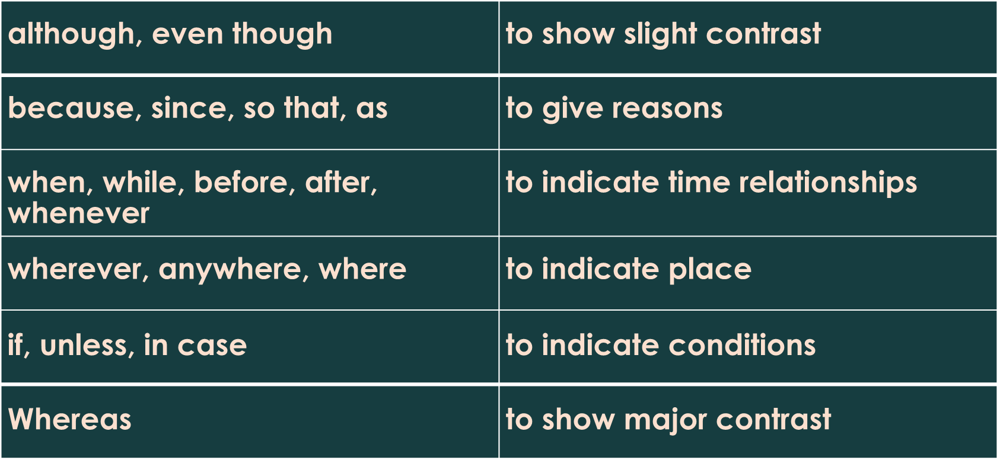 although, even though
to show slight contrast
because, since, so that, as
to give reasons
when, while, before, after,
whenever
to indicate time relationships
wherever, anywhere, where
to indicate place
if, unless, in case
to indicate conditions
Whereas
to show major contrast